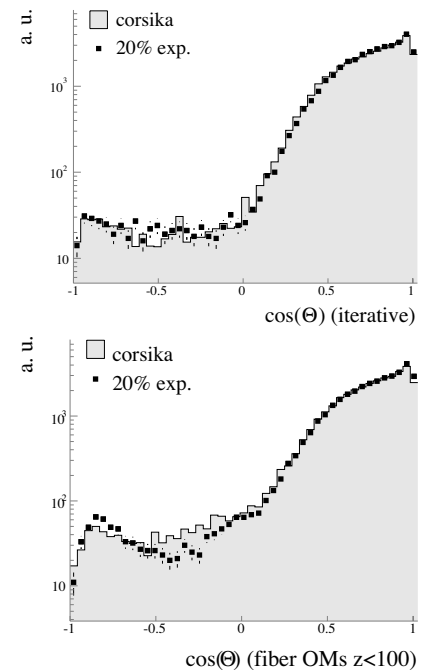 a. u.
corsika
20% exp.
10³
10²
10
-1 -0.5 0 0.5 1
cos(Θ) (iterative)
a. u.
corsika
20% exp.
10³
10²
10
-1 -0.5 0 0.5 1
cos(Θ) (fiber OMs z<100)